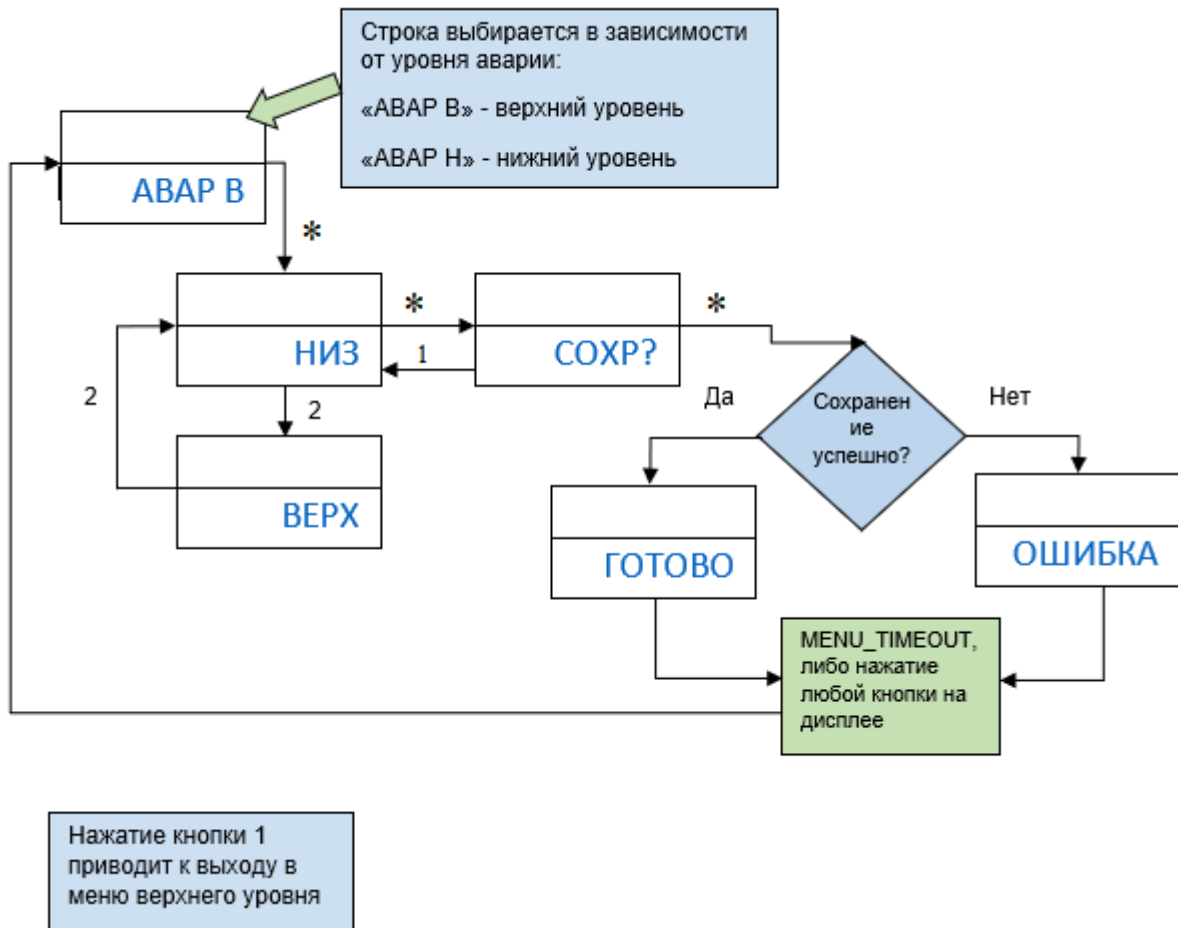 Строка выбирается в зависимости
от уровня аварии:
«АВАР В» - верхний уровень
«АВАР Н» - нижний уровень
АВАР В
*
НИЗ
*
СОХР?
*
1
2
2
ВЕРХ
Да
Сохранен
ие
успешно?
Нет
ГОТОВО
ОШИБКА
MENU_TIMEOUT,
либо нажатие
любой кнопки на
дисплее
Нажатие кнопки 1
приводит к выходу в
меню верхнего уровня